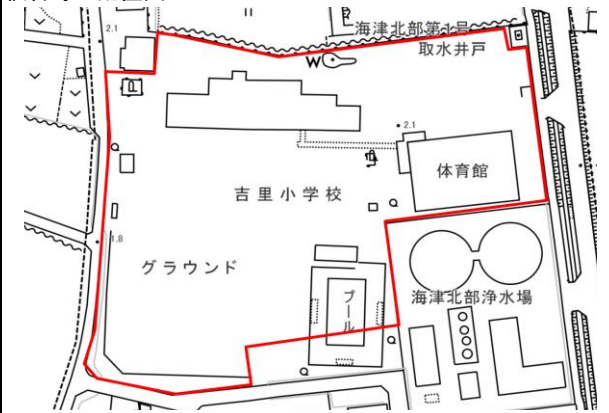 2.1
海津北部第1号
取水井戸
W
2.1
体育館
吉里小学校
1.8
グラウンド
プール
海津北部浄水場